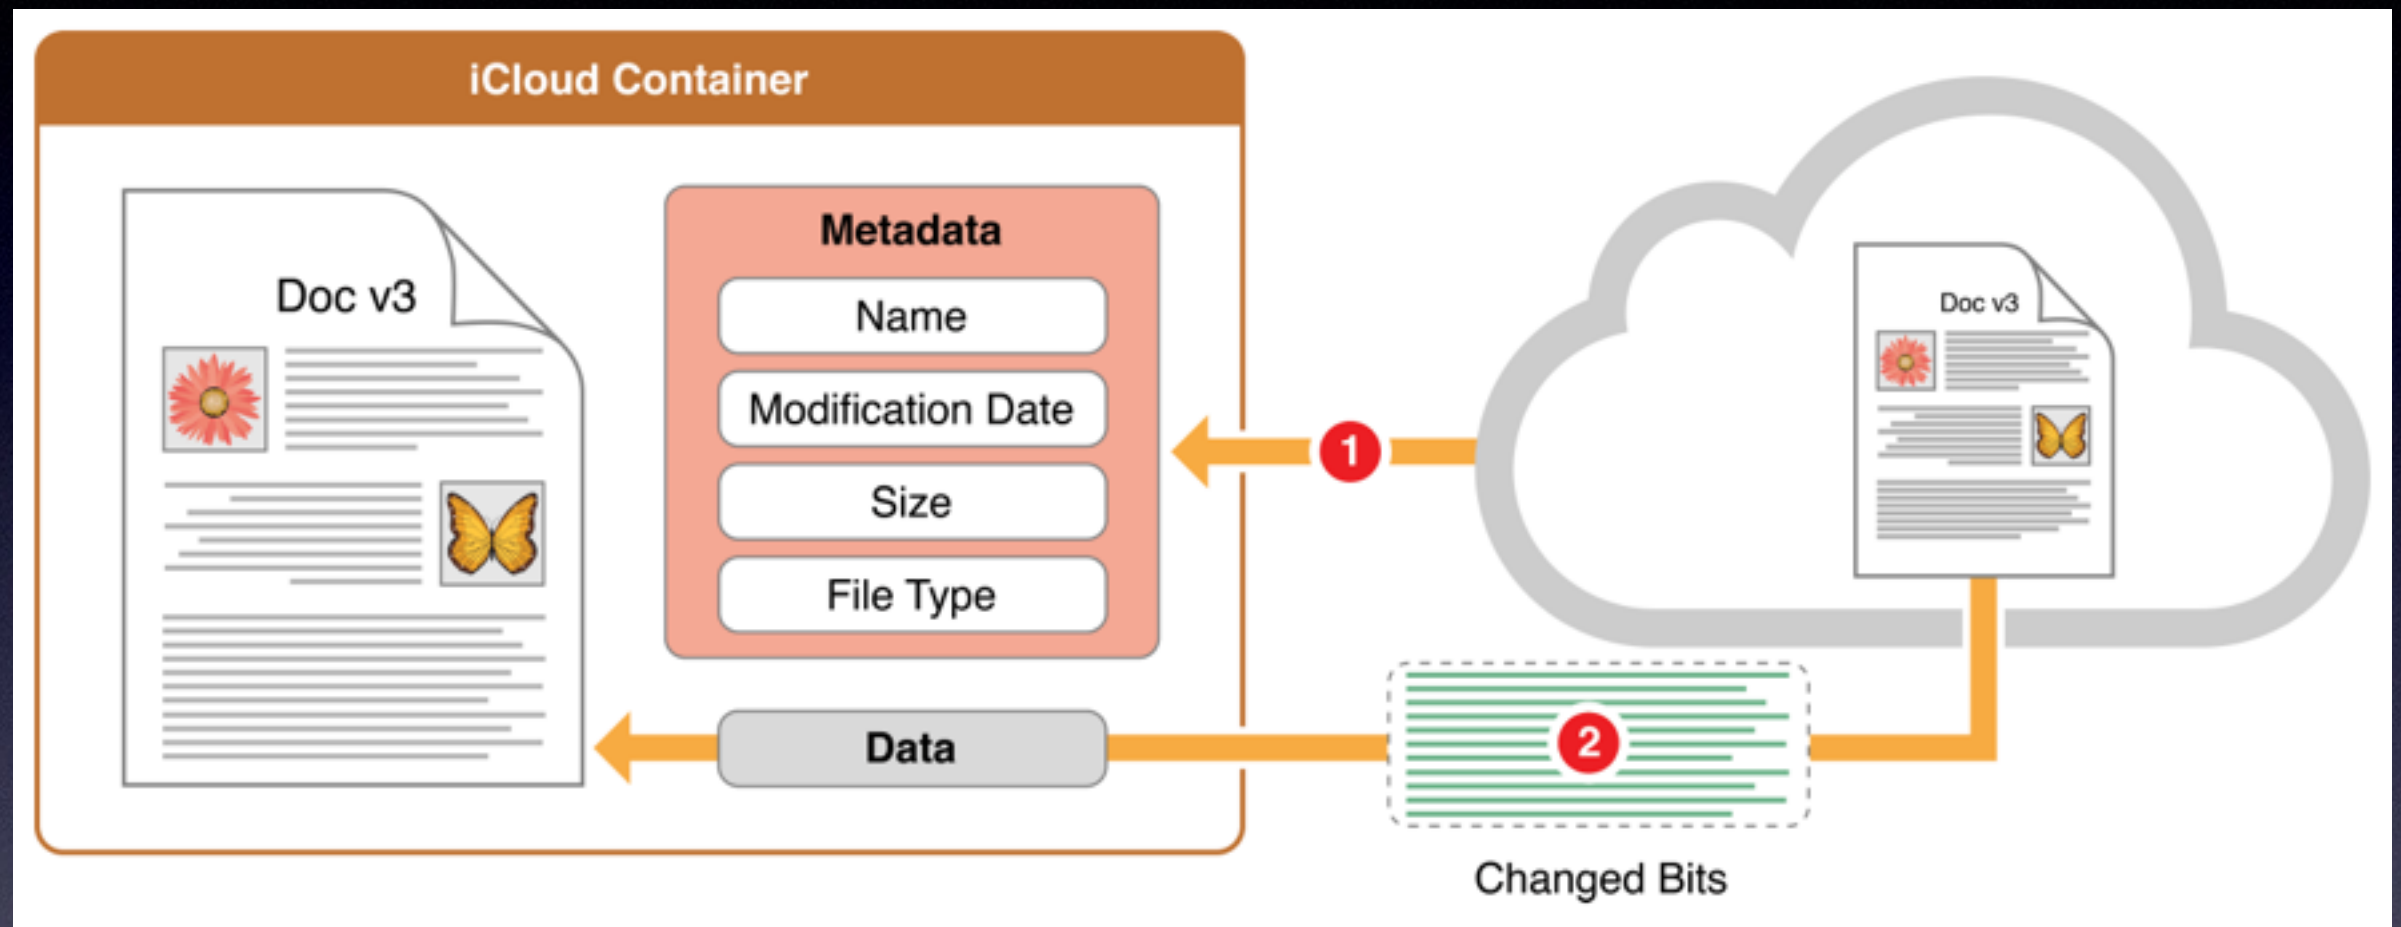 iCloud Container
Doc v3
Metadata
Name
Modification Date
Size
File Type
Data
1
Doc v3
2
Changed Bits